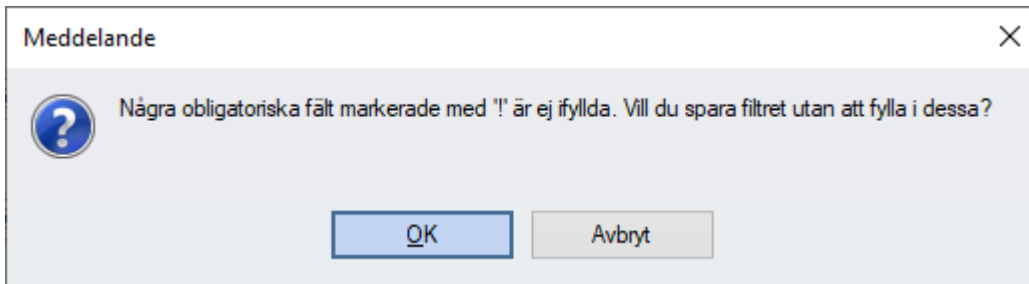 Meddelande
Några obligatoriska fält markerade med '!' är ej ifyllda. Vill du spara filtret utan att fylla i dessa?
OK
Avbryt